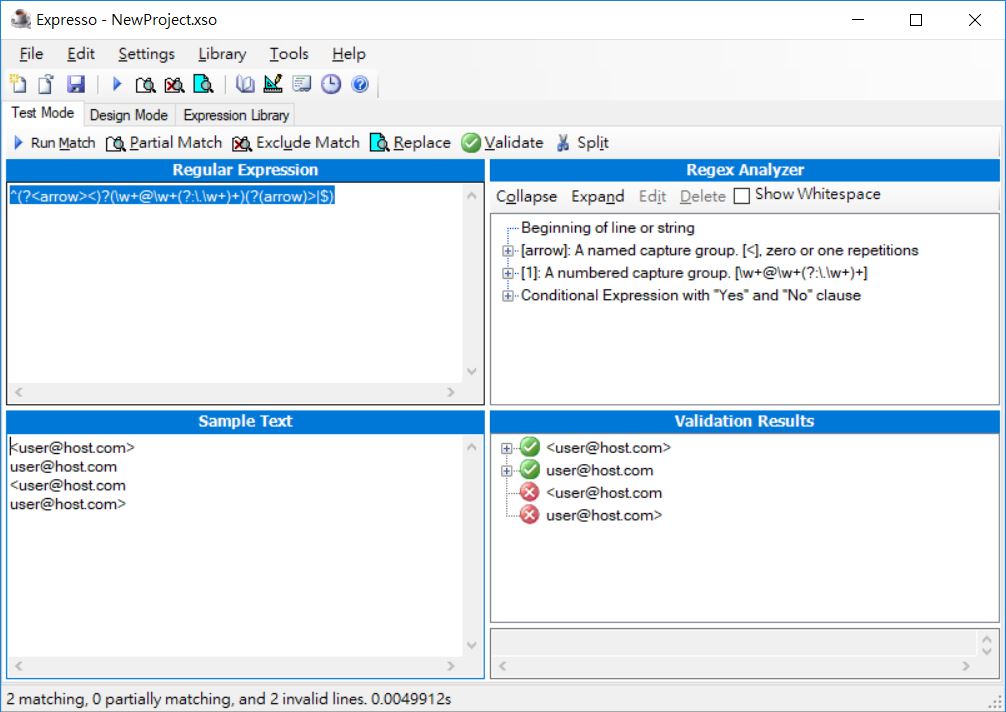 Expresso - NewProject.xso
File Edit Settings Library Tools Help
Test Mode Design Mode Expression Library
Run Match Partial Match Exclude Match Replace Validate Split
Regular Expression
^(?<arrow><)?(\w+@\w+(?:\.\w+)+)(?(arrow)>|$)
Regex Analyzer
Collapse Expand Edit Delete Show Whitespace
Beginning of line or string
[arrow]: A named capture group. [<], zero or one repetitions
[1]: A numbered capture group. [\w+@\w+(?:\.\w+)+]
Conditional Expression with "Yes" and "No" clause
Sample Text
<user@host.com>
user@host.com
<user@host.com
user@host.com>
Validation Results
<user@host.com>
user@host.com
<user@host.com
user@host.com>
2 matching, 0 partially matching, and 2 invalid lines. 0.0049912s